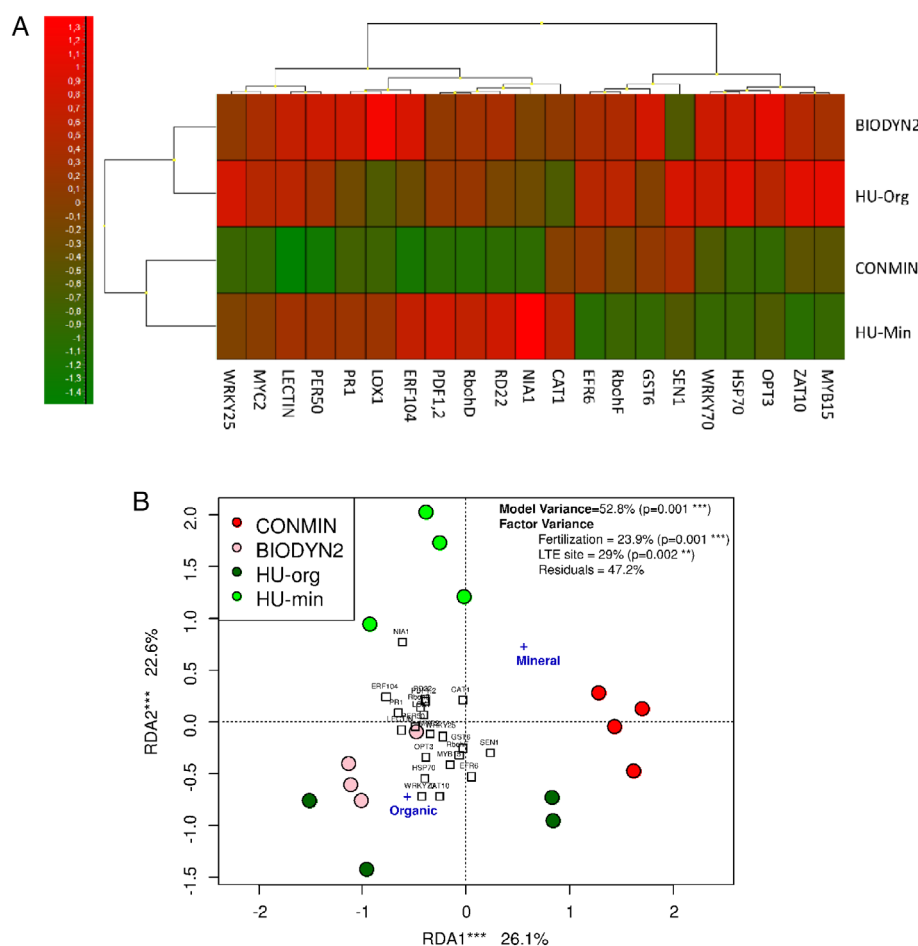 A
1,3
1,2
1,1
1
0,9
0,8
0,7
0,6
0,5
0,4
0,3
0,2
0,1
0
-0,1
-0,2
-0,3
-0,4
-0,5
-0,6
-0,7
-0,8
-0,9
-1
-1,1
-1,2
-1,3
-1,4
BIODYN2
HU-Org
CONMIN
HU-Min
WRKY25
MYC2
LECTIN
PER50
PR1
LOX1
ERF104
PDF1,2
RbohD
RD22
NIA1
CAT1
EFR6
RbohF
GST6
SEN1
WRKY70
HSP70
OPT3
ZAT10
MYB15
B
CONMIN
BIODYN2
HU-org
HU-min
Model Variance=52.8% (p=0.001 ***)
Factor Variance
Fertilization = 23.9% (p=0.001 ***)
LTE site = 29% (p=0.002 **)
Residuals = 47.2%
NIA1
Mineral
ERF104
CAT1
PR1
WRKY25
GST6
SEN1
OPT3
HSP70
EFR6
Organic
2.0
1.5
1.0
0.5
0.0
-0.5
-1.0
-1.5
RDA2*** 22.6%
-2
-1
0
1
2
RDA1*** 26.1%